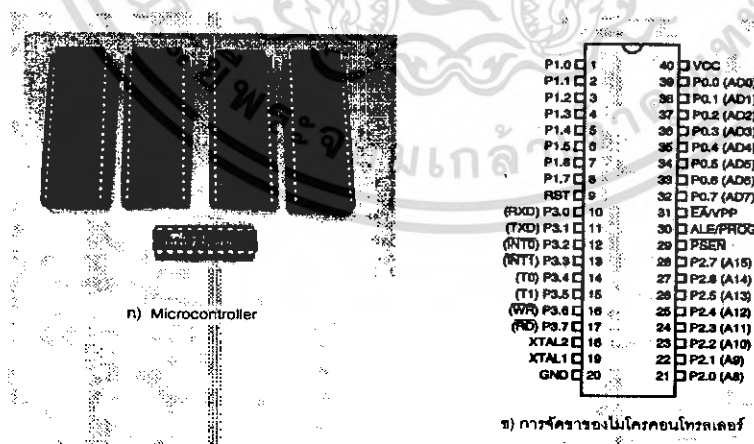 n) Microcontroller
P1.0 1 40 VCC
P1.1 2 39 P0.0 (AD0)
P1.2 3 38 P0.1 (AD1)
P1.3 4 37 P0.2 (AD2)
P1.4 5 36 P0.3 (AD3)
P1.5 6 35 P0.4 (AD4)
P1.6 7 34 P0.5 (AD5)
P1.7 8 33 P0.6 (AD6)
RST 9 32 P0.7 (AD7)
(RXD) P3.0 10 31 EA/VPP
(TXD) P3.1 11 30 ALE/PROG
(INT0) P3.2 12 29 PSEN
(INT1) P3.3 13 28 P2.7 (A15)
(T0) P3.4 14 27 P2.6 (A14)
(T1) P3.5 15 26 P2.5 (A13)
(WR) P3.6 16 25 P2.4 (A12)
(RD) P3.7 17 24 P2.3 (A11)
XTAL2 18 23 P2.2 (A10)
XTAL1 19 22 P2.1 (A9)
GND 20 21 P2.0 (A8)
ข) การจัดขาของไมโครคอนโทรลเลอร์